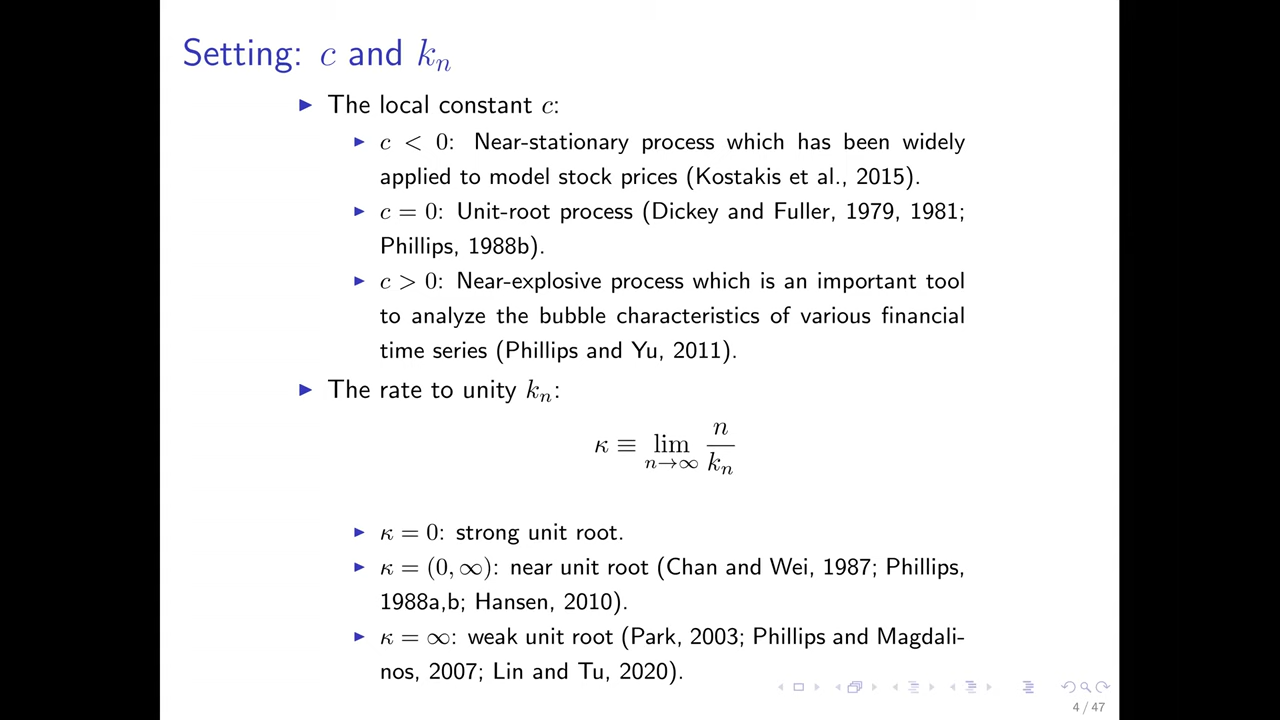 Setting: c and kₙ
▶ The local constant c:
▶ c < 0: Near-stationary process which has been widely
applied to model stock prices (Kostakis et al., 2015).
▶ c = 0: Unit-root process (Dickey and Fuller, 1979, 1981;
Phillips, 1988b).
▶ c > 0: Near-explosive process which is an important tool
to analyze the bubble characteristics of various financial
time series (Phillips and Yu, 2011).
▶ The rate to unity kₙ:
κ ≡ lim n→∞ n/kₙ
▶ κ = 0: strong unit root.
▶ κ = (0, ∞): near unit root (Chan and Wei, 1987; Phillips,
1988a,b; Hansen, 2010).
▶ κ = ∞: weak unit root (Park, 2003; Phillips and Magdali-
nos, 2007; Lin and Tu, 2020).
4 / 47